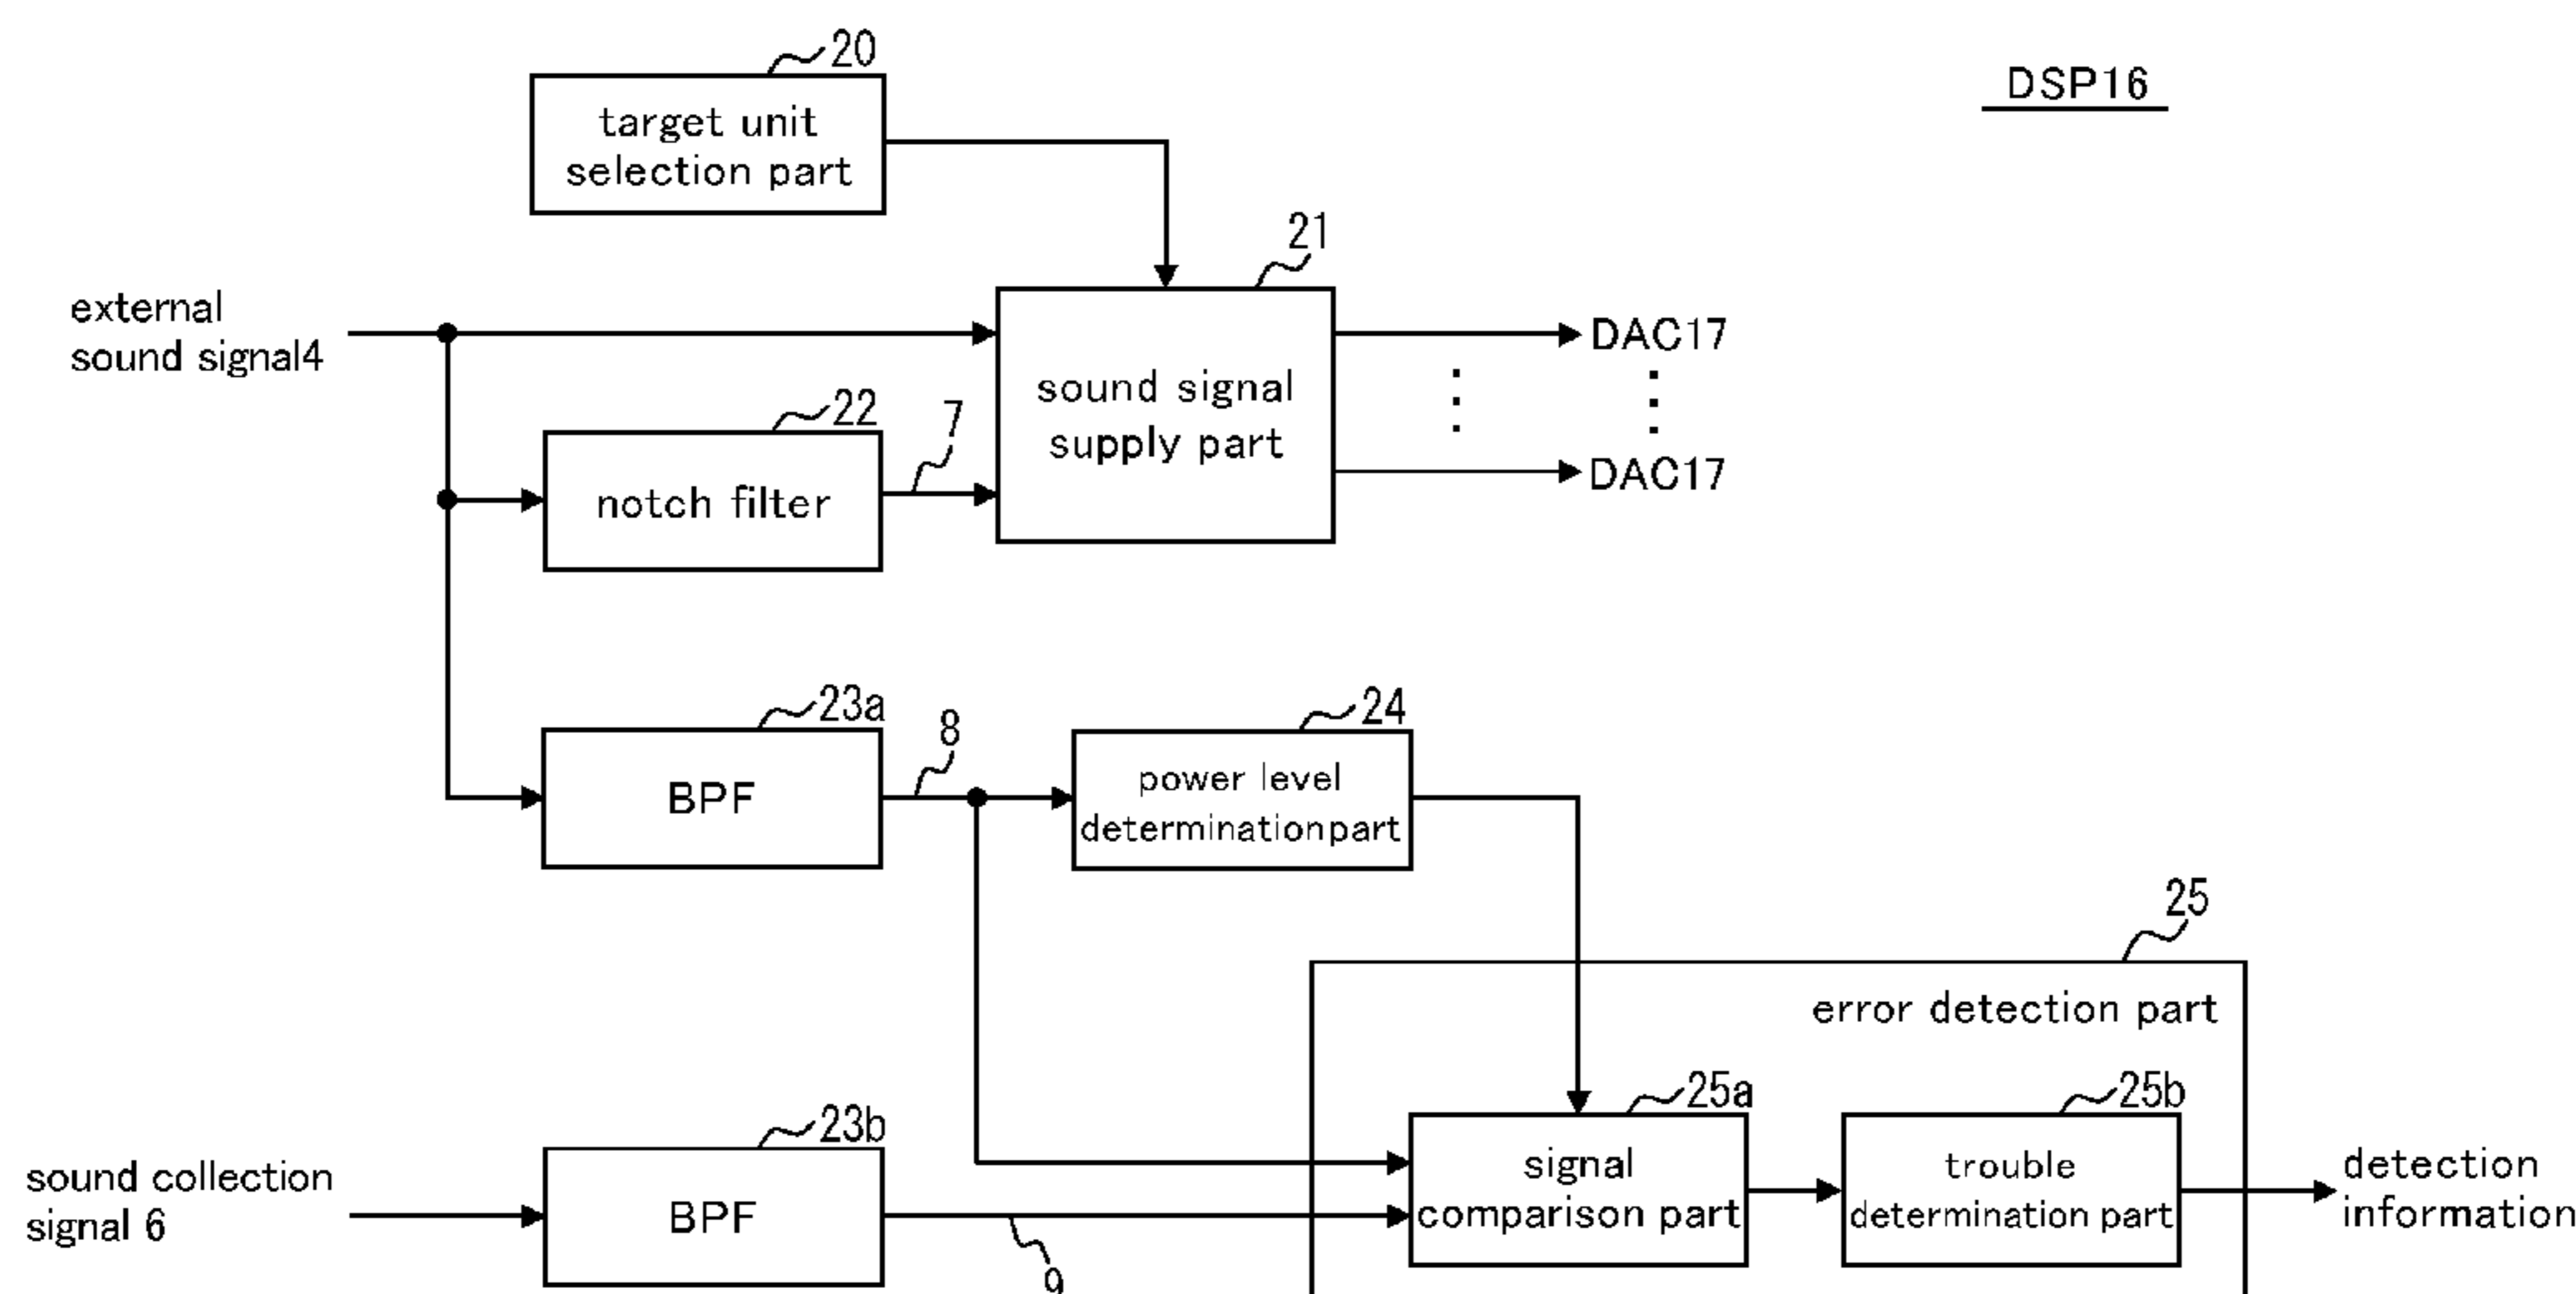 20
DSP16
target unit
selection part
21
external
sound signal4
DAC17
sound signal
supply part
22
7
notch filter
DAC17
23a
8
24
BPF
power level
determinationpart
25
error detection part
25a
25b
23b
sound collection
signal 6
BPF
signal
comparison part
trouble
determination part
detection
information
9